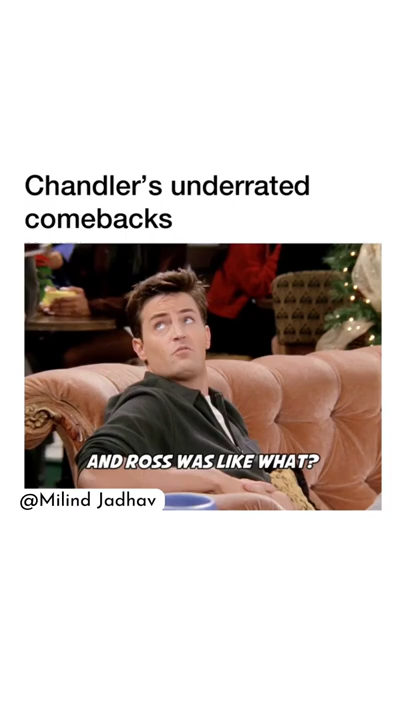 Chandler’s underrated
comebacks
AND ROSS WAS LIKE WHAT?
@Milind Jadhav